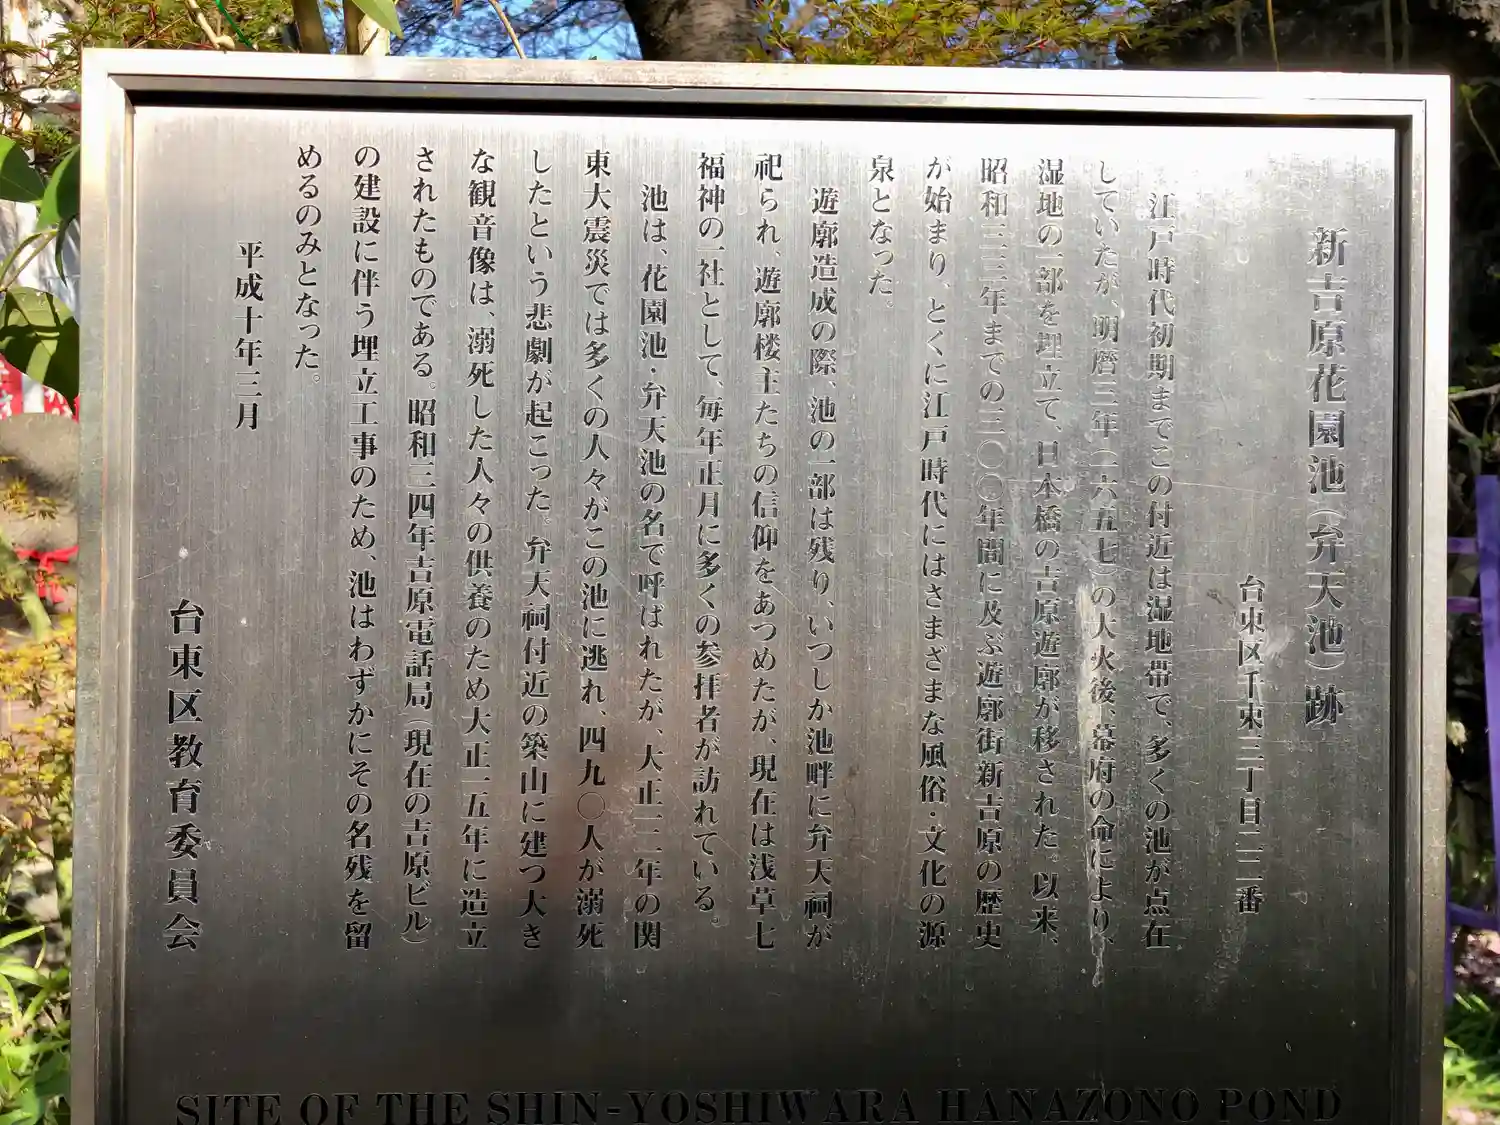 新吉原花園池(弁天池)跡
台東区千束三丁目二二番
江戸時代初期までこの付近は湿地帯で、多くの池が点在
していたが、明暦三年(一六五七)の大火後、幕府の命により、
湿地の一部を埋立て、日本橋の吉原遊廓が移された。以来、
昭和三三年までの三〇〇年間に及ぶ遊廓街新吉原の歴史
が始まり、とくに江戸時代にはさまざまな風俗・文化の源
泉となった。
遊廓造成の際、池の一部は残り、いつしか池畔に弁天祠が
祀られ、遊廓楼主たちの信仰をあつめたが、現在は浅草七
福神の一社として、毎年正月に多くの参拝者が訪れている。
池は、花園池・弁天池の名で呼ばれたが、大正一二年の関
東大震災では多くの人々がこの池に逃れ、四九〇人が溺死
したという悲劇が起こった。弁天祠付近の築山に建つ大き
な観音像は、溺死した人々の供養のため大正一五年に造立
されたものである。昭和三四年吉原電話局(現在の吉原ビル)
の建設に伴う埋立工事のため、池はわずかにその名残を留
めるのみとなった。
平成十年三月
台東区教育委員会
SITE OF THE SHIN-YOSHIWARA HANAZONO POND